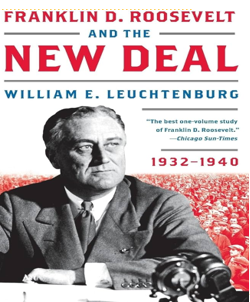 FRANKLIN D. ROOSEVELT
AND THE
NEW DEAL
WILLIAM E. LEUCHTENBURG
"The best one-volume study
of Franklin D. Roosevelt."
—Chicago Sun-Times
1932–1940